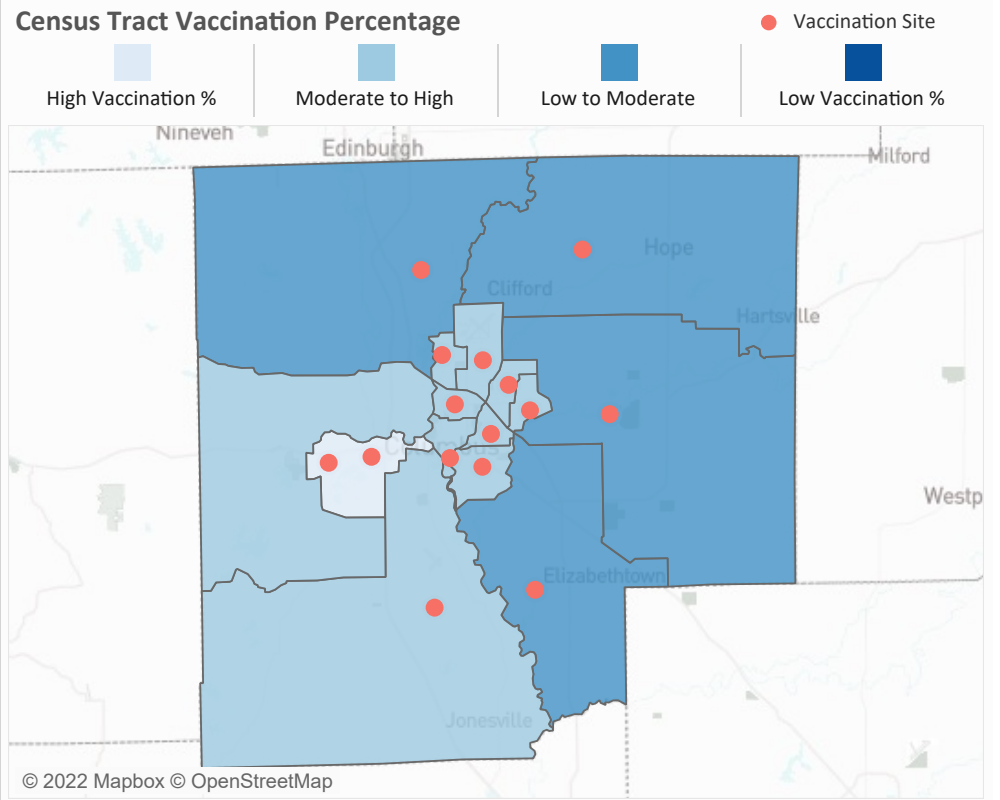 Census Tract Vaccination Percentage
Vaccination Site
High Vaccination %
Moderate to High
Low to Moderate
Low Vaccination %
Nineveh
Edinburgh
Milford
Hope
Clifford
Hartsville
Columbus
Westp
Elizabethtown
Jonesville
© 2022 Mapbox © OpenStreetMap